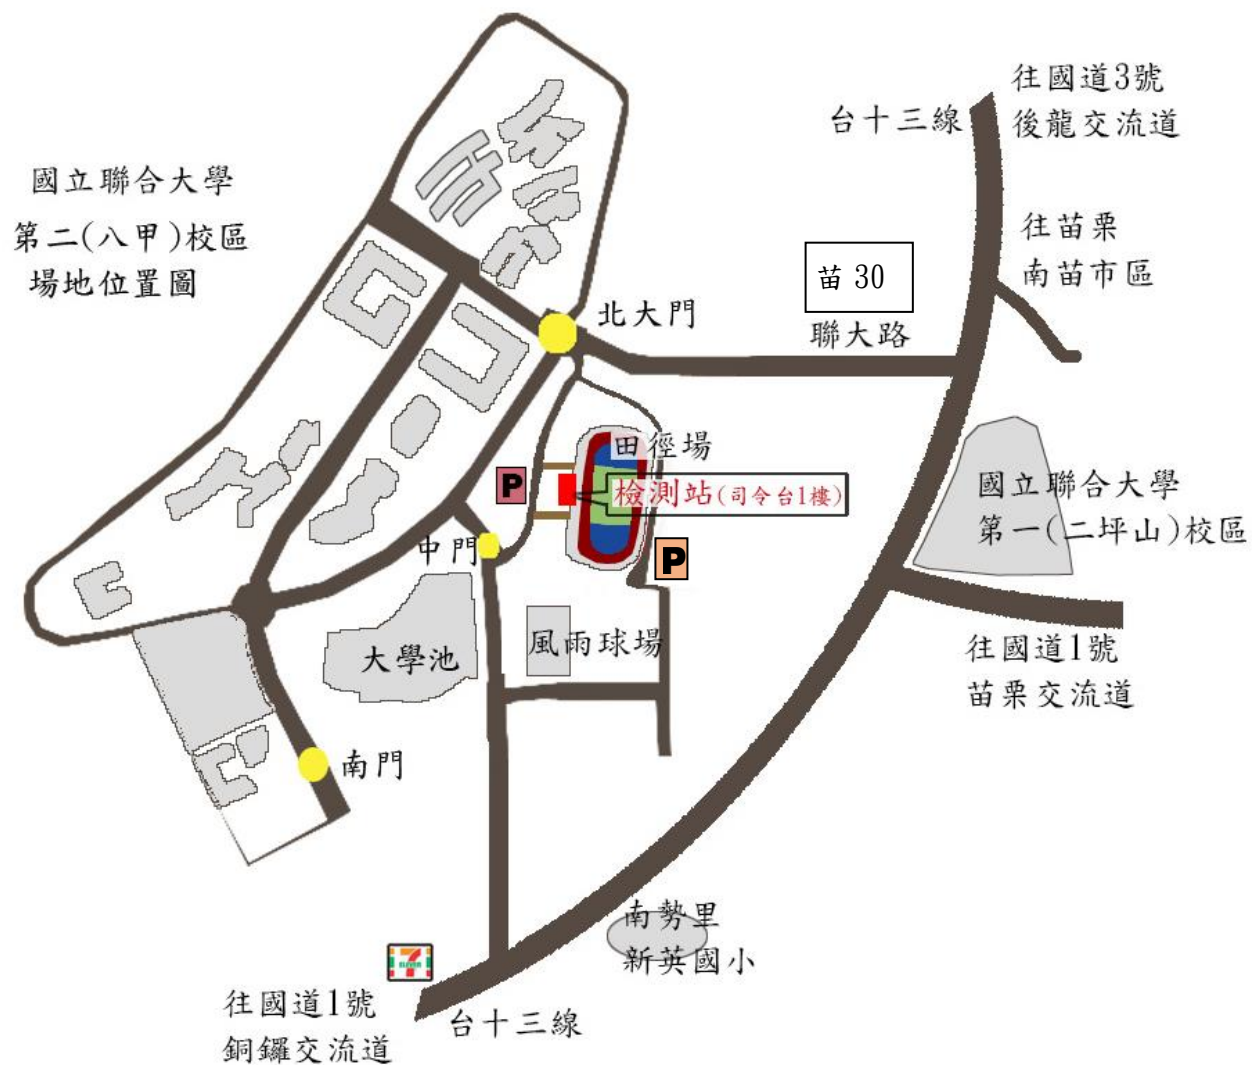 往國道3號
台十三線
後龍交流道
國立聯合大學
第二(八甲)校區
場地位置圖
往苗栗
南苗市區
苗 30
北大門
聯大路
田徑場
P
檢測站(司令台1樓)
國立聯合大學
第一(二坪山)校區
中門
P
大學池
風雨球場
往國道1號
苗栗交流道
南門
南勢里
新英國小
7
ELEVEN
往國道1號
銅鑼交流道
台十三線